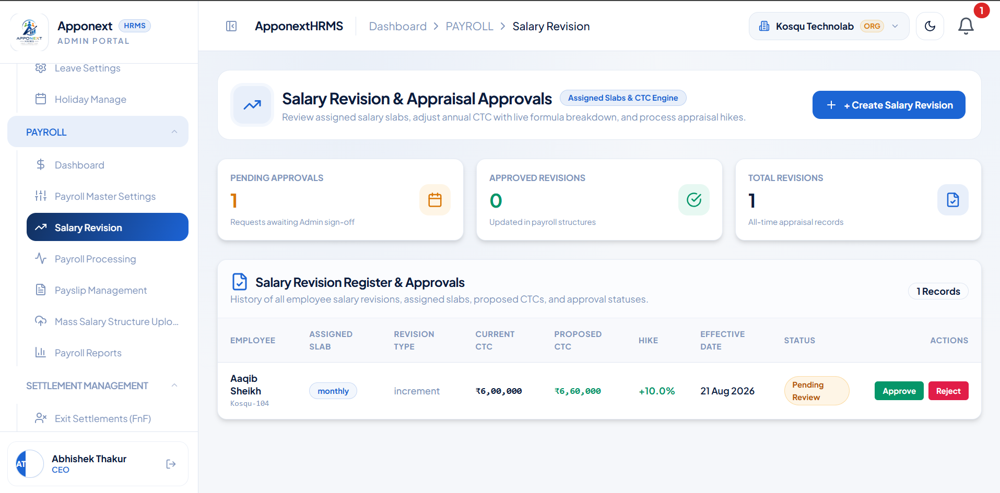 Apponext HRMS
ADMIN PORTAL
APPONEXT
HRMS
Leave Settings
Holiday Manage
PAYROLL
Dashboard
Payroll Master Settings
Salary Revision
Payroll Processing
Payslip Management
Mass Salary Structure Uplo...
Payroll Reports
SETTLEMENT MANAGEMENT
Exit Settlements (FnF)
AT
Abhishek Thakur
CEO
ApponextHRMS
Dashboard > PAYROLL > Salary Revision
Kosqu Technolab ORG
1
Salary Revision & Appraisal Approvals
Assigned Slabs & CTC Engine
Review assigned salary slabs, adjust annual CTC with live formula breakdown, and process appraisal hikes.
+ + Create Salary Revision
PENDING APPROVALS
1
Requests awaiting Admin sign-off
APPROVED REVISIONS
0
Updated in payroll structures
TOTAL REVISIONS
1
All-time appraisal records
Salary Revision Register & Approvals
History of all employee salary revisions, assigned slabs, proposed CTCs, and approval statuses.
1 Records
EMPLOYEE
ASSIGNED
SLAB
REVISION
TYPE
CURRENT
CTC
PROPOSED
CTC
HIKE
EFFECTIVE
DATE
STATUS
ACTIONS
Aaqib
Sheikh
Kosqu-104
monthly
increment
₹6,00,000
₹6,60,000
+10.0%
21 Aug 2026
Pending
Review
Approve
Reject